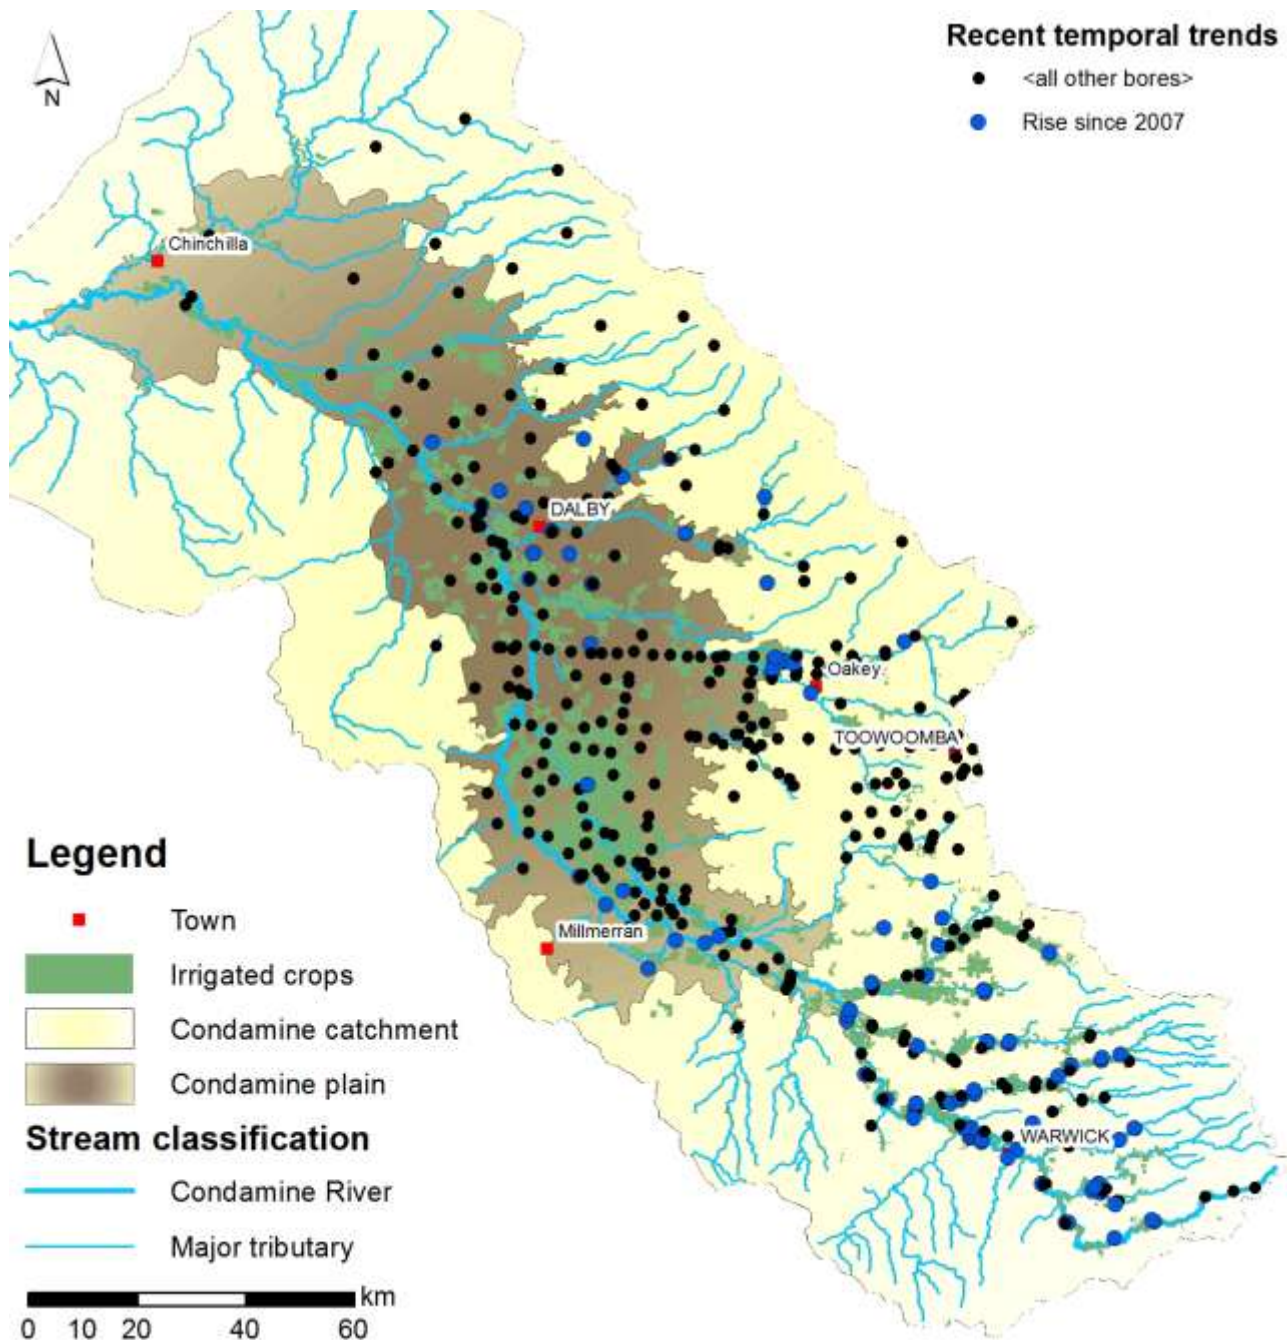 Recent temporal trends
<all other bores>
Rise since 2007
N
Chinchilla
DALBY
Oakey
TOOWOOMBA
Millmerran
WARWICK
Legend
Town
Irrigated crops
Condamine catchment
Condamine plain
Stream classification
Condamine River
Major tributary
km
0 10 20 40 60